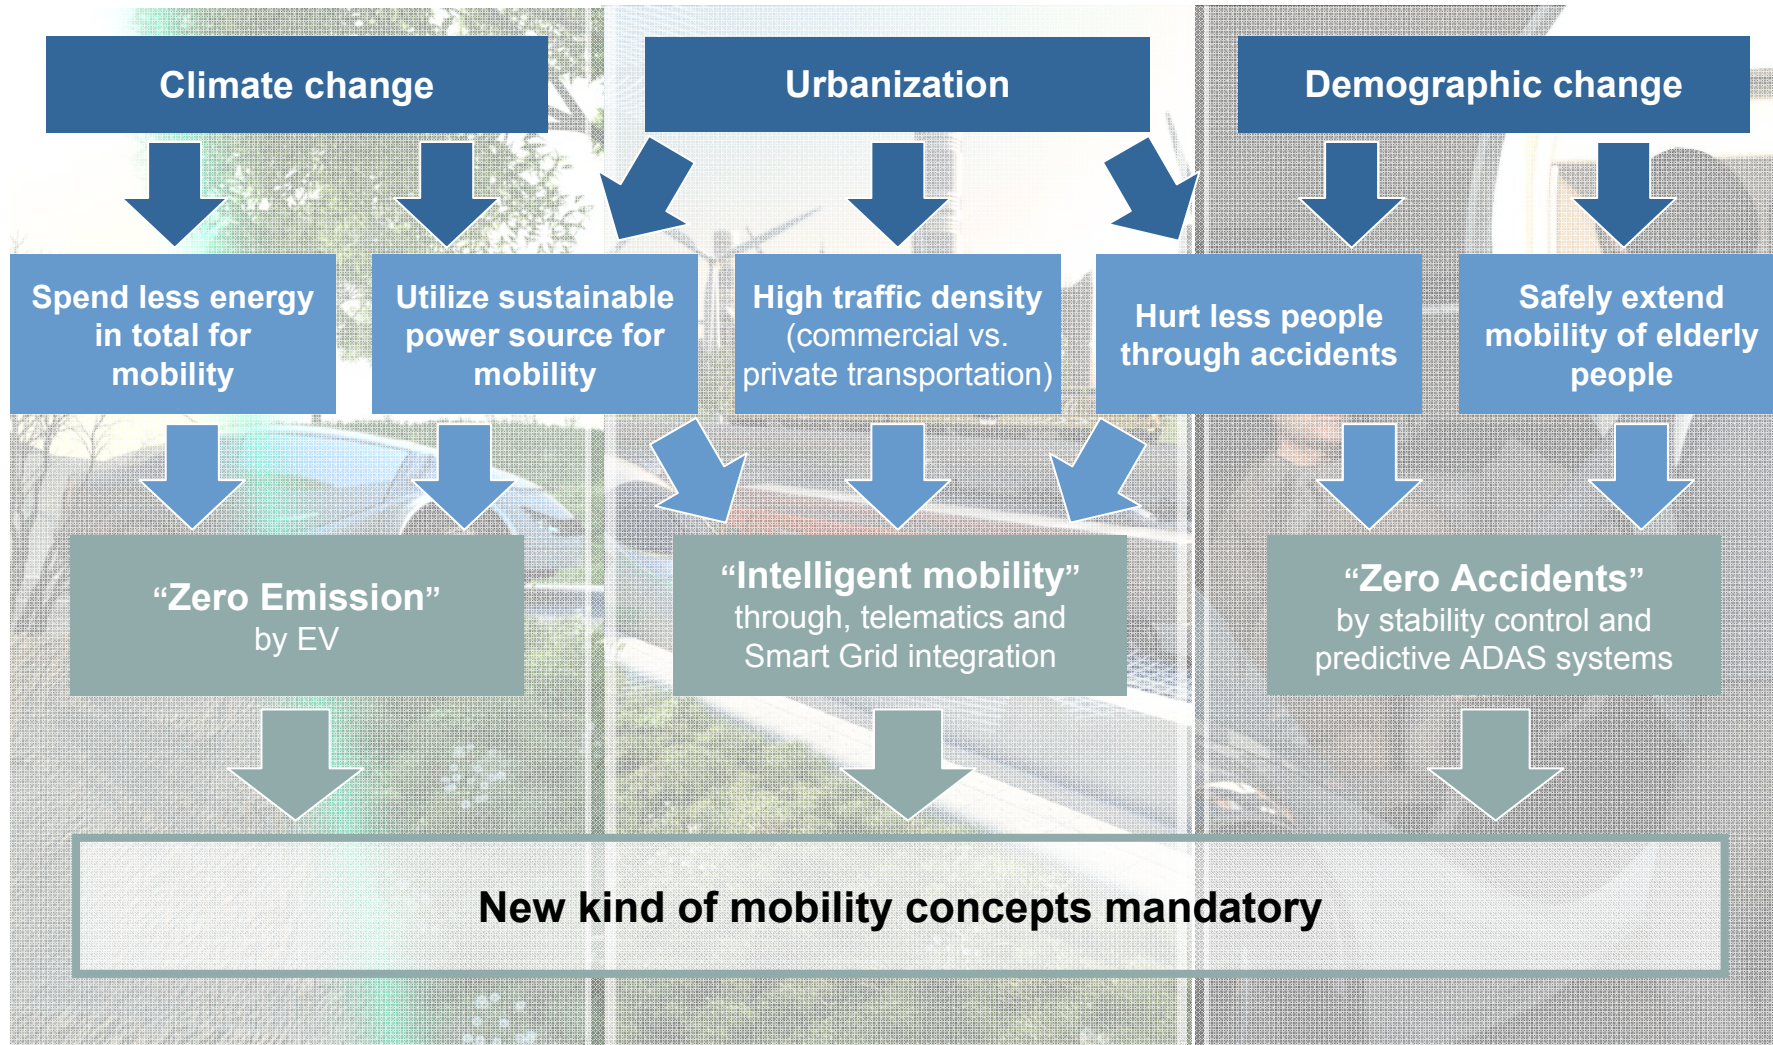 Climate change
Urbanization
Demographic change
Spend less energy
in total for
mobility
Utilize sustainable
power source for
mobility
High traffic density
(commercial vs.
private transportation)
Hurt less people
through accidents
Safely extend
mobility of elderly
people
“Zero Emission”
by EV
“Intelligent mobility”
through, telematics and
Smart Grid integration
“Zero Accidents”
by stability control and
predictive ADAS systems
New kind of mobility concepts mandatory